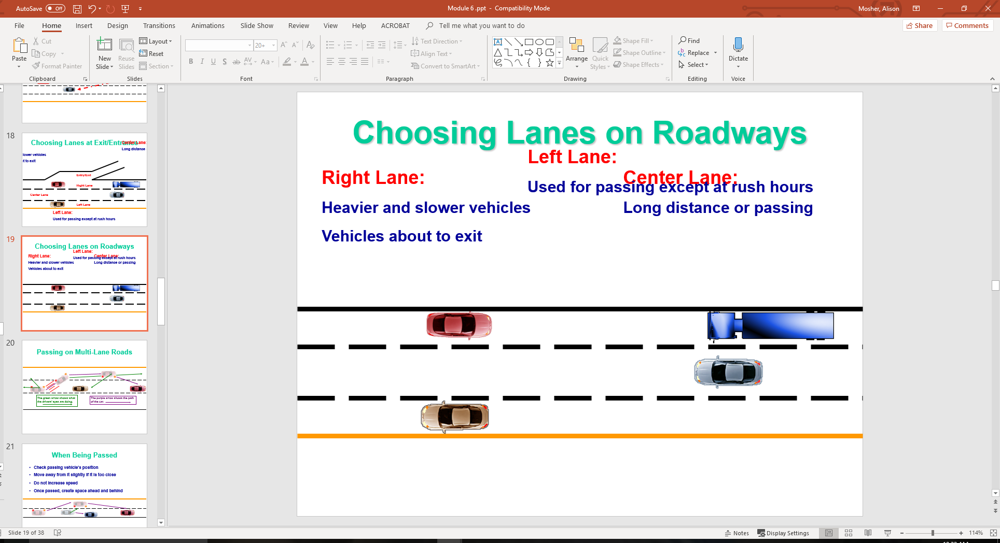 AutoSave Off
Module 6 .ppt - Compatibility Mode
Mosher, Alison
File Home Insert Design Transitions Animations Slide Show Review View Help ACROBAT Tell me what you want to do
Share Comments
Paste
Cut
Copy
Format Painter
Clipboard
New Slide
Reuse Slides
Layout
Reset
Section
Slides
20+
B I U S ab AV Aa A
Font
Text Direction
Align Text
Convert to SmartArt
Paragraph
Arrange
Quick Styles
Shape Fill
Shape Outline
Shape Effects
Drawing
Find
Replace
Select
Editing
Dictate
Voice
18
Choosing Lanes at Exit/Entrance
Center Lane:
Long distance
lower vehicles
t to exit
Entry/Exit
Right Lane
Center Lane
Left Lane
Left Lane:
Used for passing except at rush hours
19
Choosing Lanes on Roadways
Left Lane:
Right Lane:
Center Lane:
Used for passing except at rush hours
Heavier and slower vehicles
Long distance or passing
Vehicles about to exit
20
Passing on Multi-Lane Roads
The green arrow shows what
the drivers' eyes are doing.
The purple arrow shows the path
of the car.
21
When Being Passed
• Check passing vehicle's position
• Move away from it slightly if it is too close
• Do not increase speed
• Once passed, create space ahead and behind
Choosing Lanes on Roadways
Left Lane:
Right Lane:
Center Lane:
Used for passing except at rush hours
Heavier and slower vehicles
Long distance or passing
Vehicles about to exit
Slide 19 of 38
Notes
Display Settings
114%